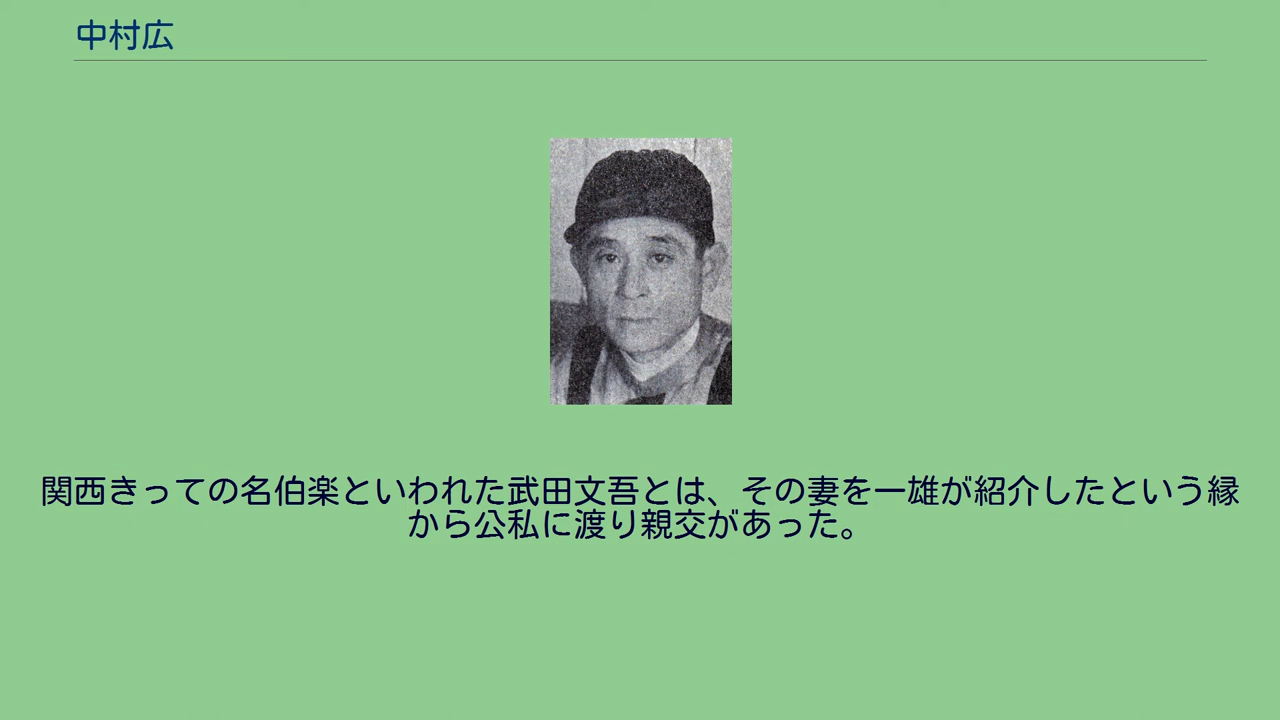 中村広
関西きっての名伯楽といわれた武田文吾とは、その妻を一雄が紹介したという縁
から公私に渡り親交があった。